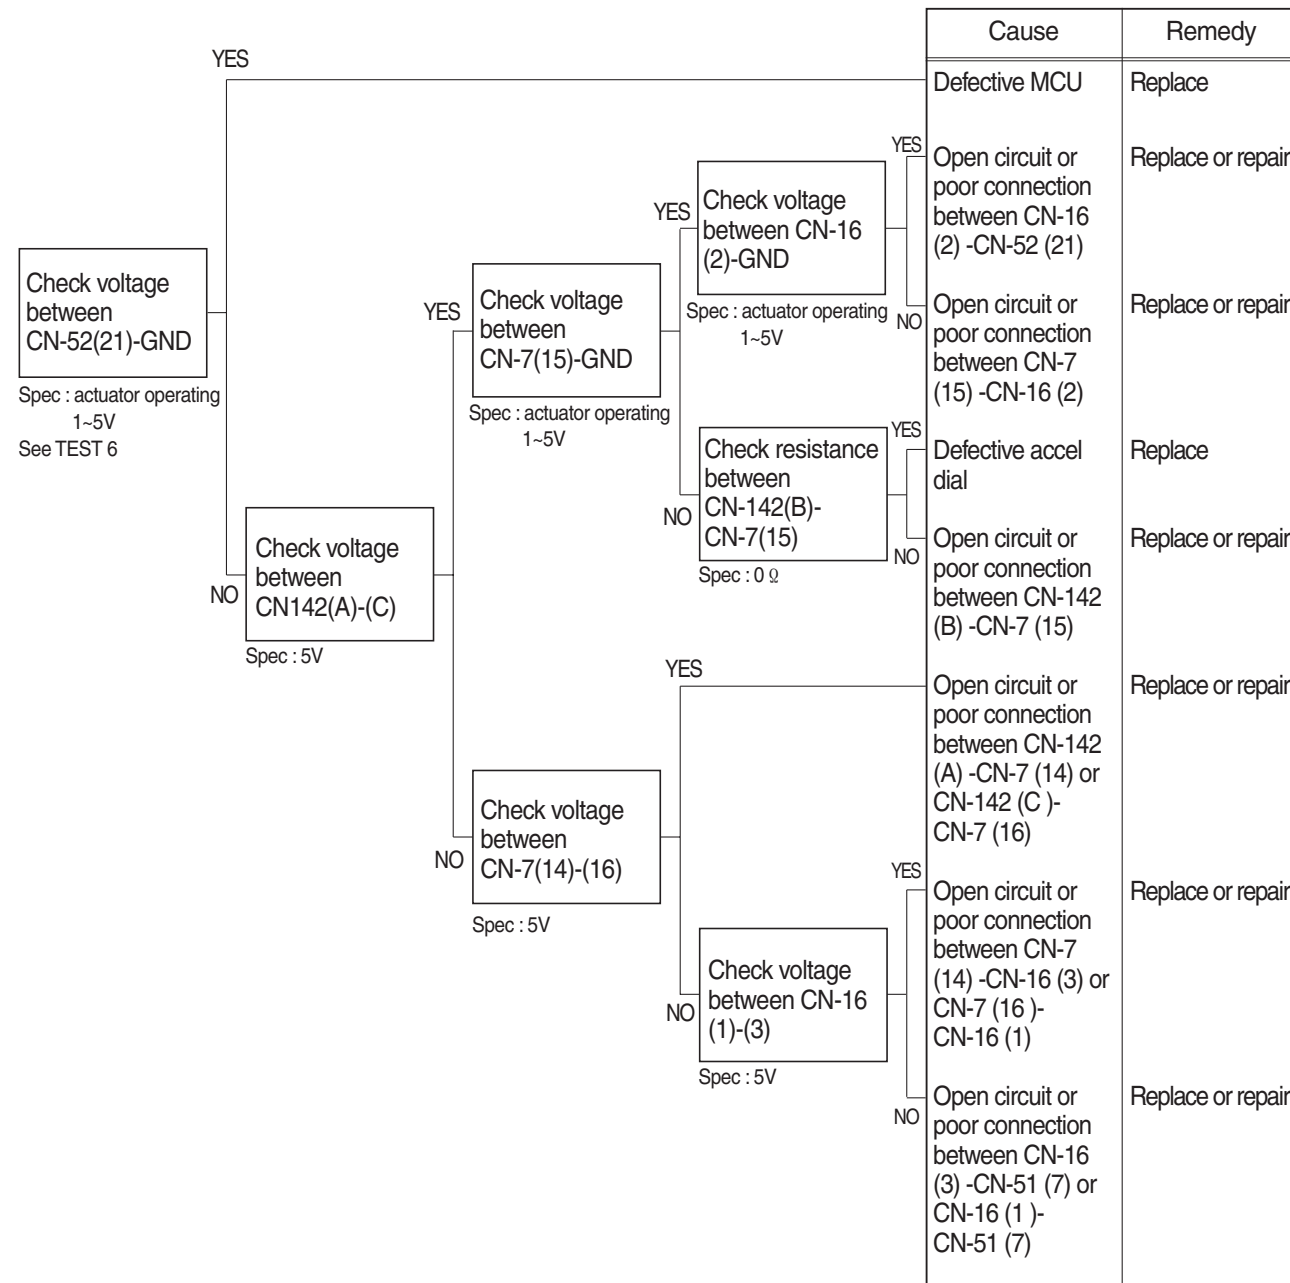 Cause
Remedy
YES
Defective MCU
Replace
YES
Open circuit or
poor connection
between CN-16
(2) -CN-52 (21)
Replace or repair
YES
Check voltage
between CN-16
(2)-GND
Spec : actuator operating
1~5V
NO
Open circuit or
poor connection
between CN-7
(15) -CN-16 (2)
Replace or repair
Check voltage
between
CN-52(21)-GND
Spec : actuator operating
1~5V
See TEST 6
YES
Check voltage
between
CN-7(15)-GND
Spec : actuator operating
1~5V
YES
Defective accel
dial
Replace
NO
Check resistance
between
CN-142(B)-
CN-7(15)
Spec : 0 Ω
NO
Open circuit or
poor connection
between CN-142
(B) -CN-7 (15)
Replace or repair
NO
Check voltage
between
CN142(A)-(C)
Spec : 5V
YES
Open circuit or
poor connection
between CN-142
(A) -CN-7 (14) or
CN-142 (C )-
CN-7 (16)
Replace or repair
NO
Check voltage
between
CN-7(14)-(16)
Spec : 5V
YES
Open circuit or
poor connection
between CN-7
(14) -CN-16 (3) or
CN-7 (16 )-
CN-16 (1)
Replace or repair
NO
Check voltage
between CN-16
(1)-(3)
Spec : 5V
NO
Open circuit or
poor connection
between CN-16
(3) -CN-51 (7) or
CN-16 (1 )-
CN-51 (7)
Replace or repair